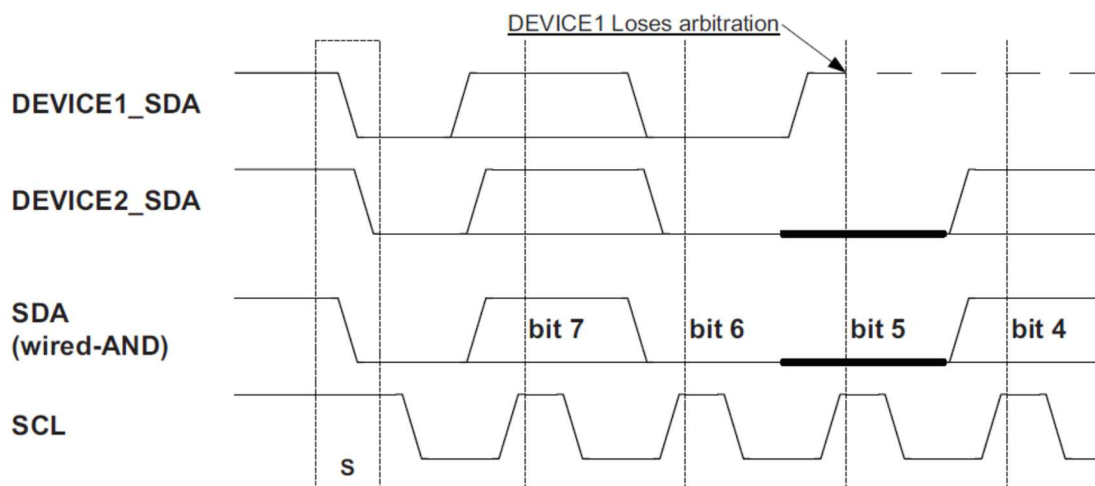 DEVICE1 Loses arbitration
DEVICE1_SDA
DEVICE2_SDA
SDA
(wired-AND)
bit 7 bit 6 bit 5 bit 4
SCL
S